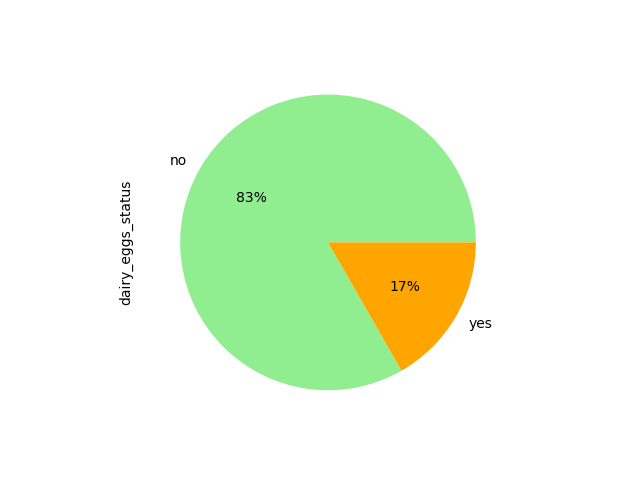 no
83%
dairy_eggs_status
17%
yes